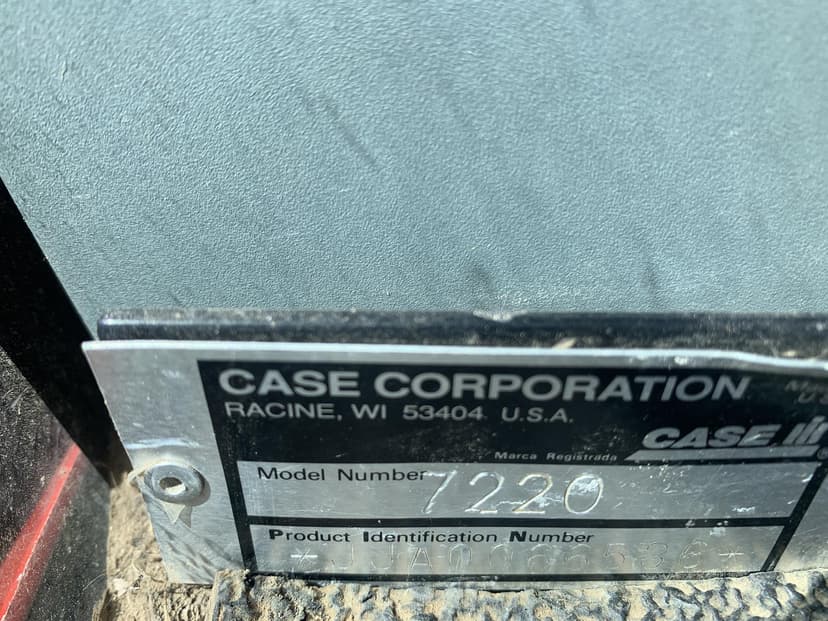 CASE CORPORATION
RACINE, WI 53404 U.S.A.
CASE IH
Marca Registrada
Model Number 7220
Product Identification Number